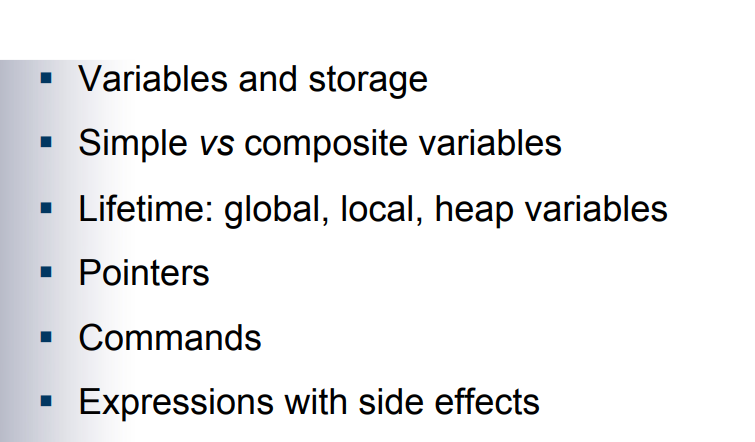 Variables and storage
Simple vs composite variables
Lifetime: global, local, heap variables
Pointers
Commands
Expressions with side effects